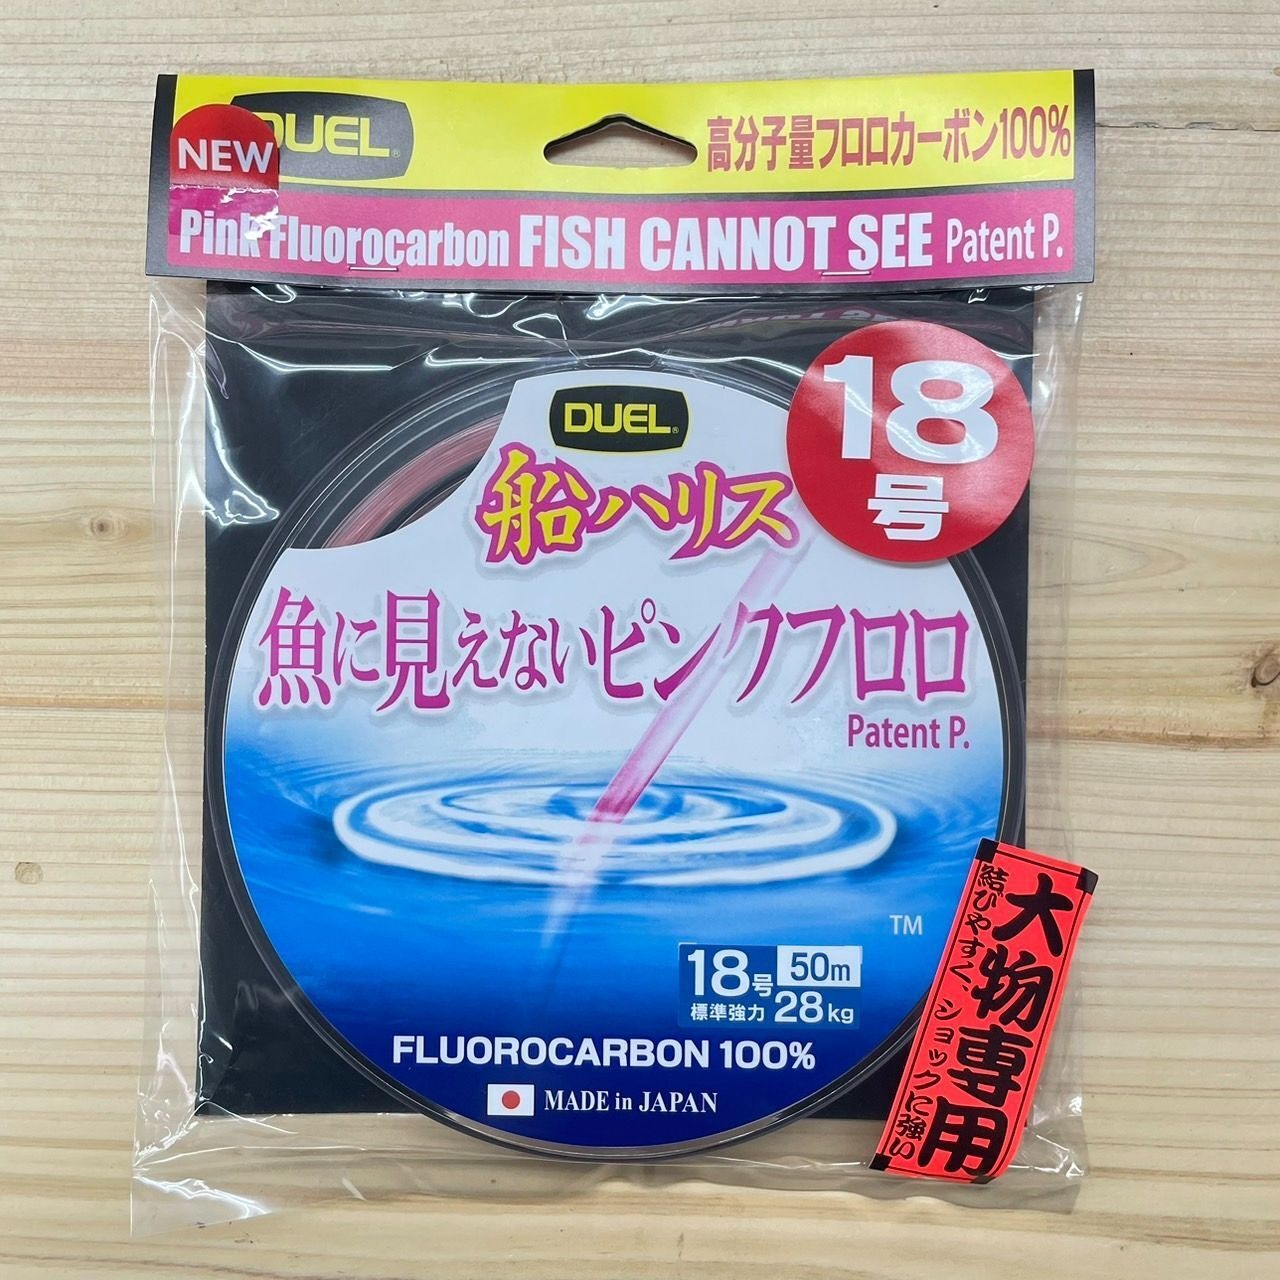 NEW
DUEL®
高分子量フロロカーボン100%
Pink Fluorocarbon FISH CANNOT SEE Patent P.
DUEL®
18号
船ハリス
魚に見えないピンクフロロ
Patent P.
TM
18号 50m
標準強力 28kg
FLUOROCARBON 100%
MADE in JAPAN
大物専用
結びやすく、ショックに強い